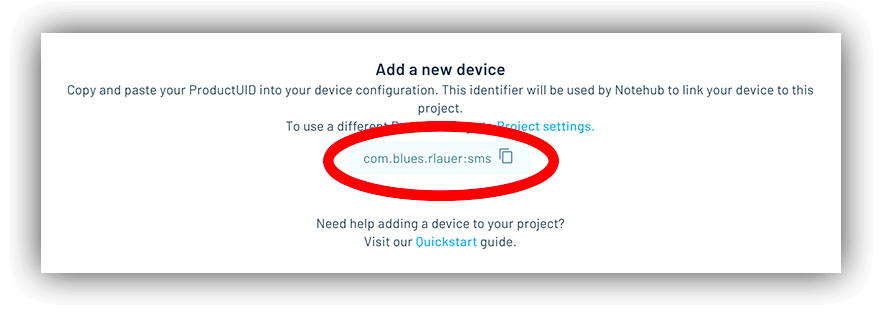 Add a new device
Copy and paste your ProductUID into your device configuration. This identifier will be used by Notehub to link your device to this
project.
To use a different Project settings.
com.blues.rlauer:sms
Need help adding a device to your project?
Visit our Quickstart guide.